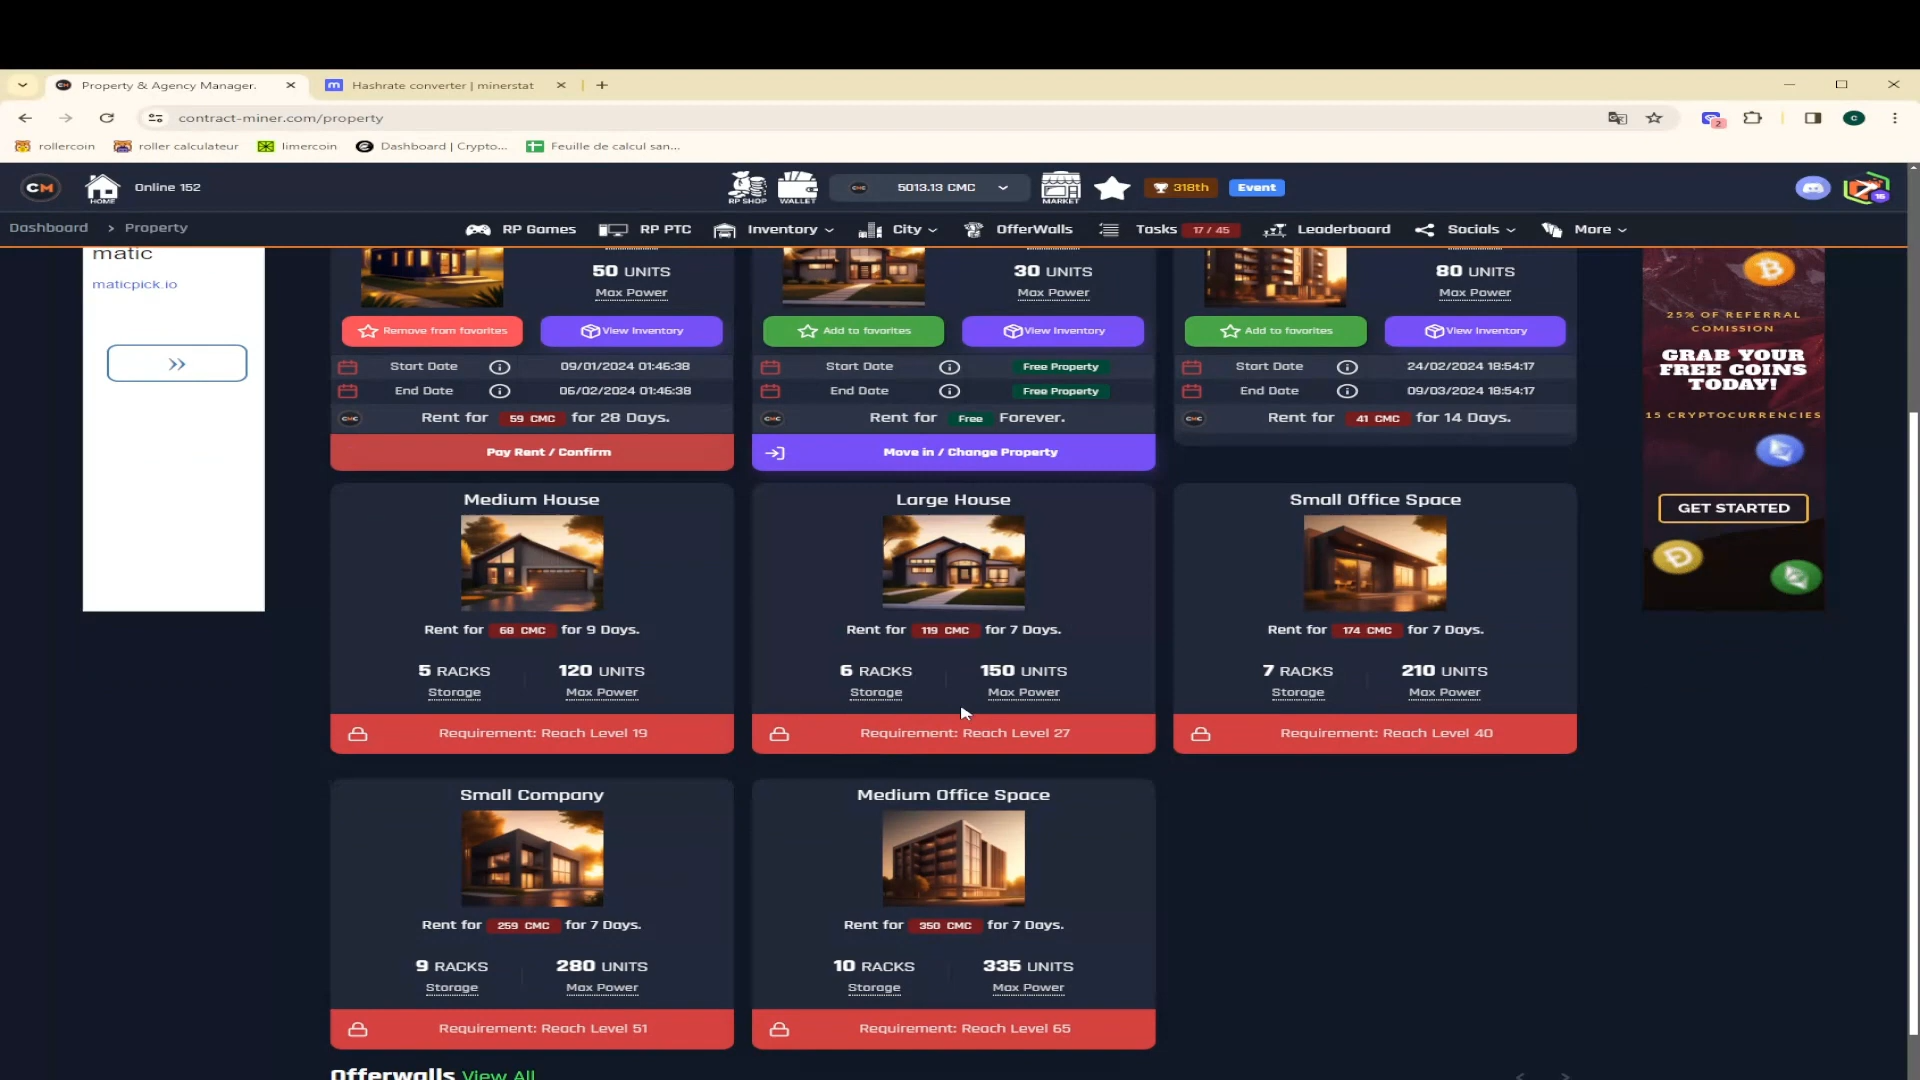 Property & Agency Manager.
Hashrate converter | minerstat
contract-miner.com/property
2
C
rollercoin
roller calculateur
limercoin
Dashboard | Crypto...
Feuille de calcul san...
CM
HOME
Online 152
RP SHOP
WALLET
5013.13 CMC
MARKET
318th
Event
16
Dashboard > Property
RP Games
RP PTC
Inventory
City
OfferWalls
Tasks 17 / 45
Leaderboard
Socials
More
matic
maticpick.io
50 UNITS
Max Power
Remove from favorites
View Inventory
Start Date 09/01/2024 01:46:38
End Date 06/02/2024 01:46:38
Rent for 59 CMC for 28 Days.
Pay Rent / Confirm
30 UNITS
Max Power
Add to favorites
View Inventory
Start Date Free Property
End Date Free Property
Rent for Free Forever.
Move in / Change Property
80 UNITS
Max Power
Add to favorites
View Inventory
Start Date 24/02/2024 18:54:17
End Date 09/03/2024 18:54:17
Rent for 41 CMC for 14 Days.
Medium House
Rent for 68 CMC for 9 Days.
5 RACKS 120 UNITS
Storage Max Power
Requirement: Reach Level 19
Large House
Rent for 119 CMC for 7 Days.
6 RACKS 150 UNITS
Storage Max Power
Requirement: Reach Level 27
Small Office Space
Rent for 174 CMC for 7 Days.
7 RACKS 210 UNITS
Storage Max Power
Requirement: Reach Level 40
Small Company
Rent for 259 CMC for 7 Days.
9 RACKS 280 UNITS
Storage Max Power
Requirement: Reach Level 51
Medium Office Space
Rent for 350 CMC for 7 Days.
10 RACKS 335 UNITS
Storage Max Power
Requirement: Reach Level 65
Offerwalls View All
25% OF REFERRAL
COMISSION
GRAB YOUR
FREE COINS
TODAY!
15 CRYPTOCURRENCIES
GET STARTED